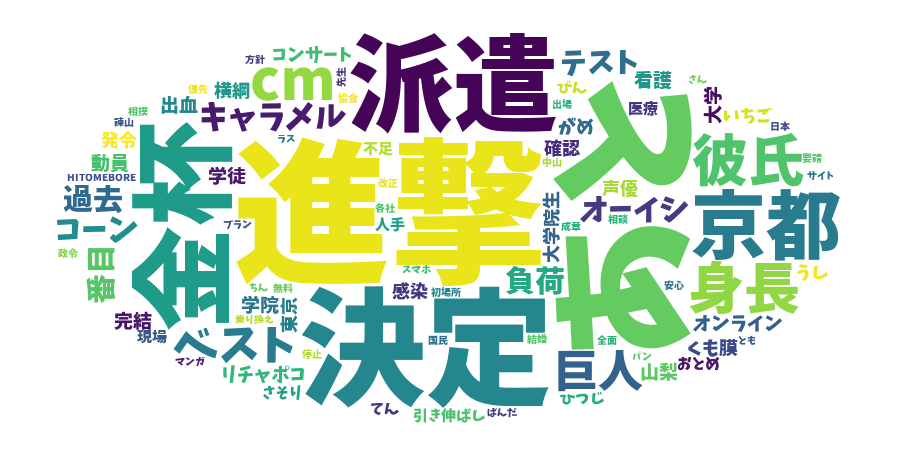 方針
コンサート
派遣
テスト
先生
cm
優先
横綱
協会
看護
さん
びん
相撲
出血
キャラメル
出場
医療
大学
いちご
諫山
発令
ラス
がめ
日本
金杯
進撃
不足
確認
ス
彼氏
要請
動員
HITOMEBORE
学徒
改正
中山
声優
サイト
過去
コーン
プラン
各社
人手
大学院生
オーイシ
相談
成章
京都
政令
番目
スマホ
負荷
すす
身長
うし
ちん
無料
感染
初場所
安心
学院
東京
乗り換え
決定
完結
現場
ベスト
停止
国民
結婚
全面
オンライン
くも膜
とも
マンガ
リチャポコ
巨人
パン
山梨
おとめ
さそり
てん
引き伸ばし
ばんだ
ひつじ